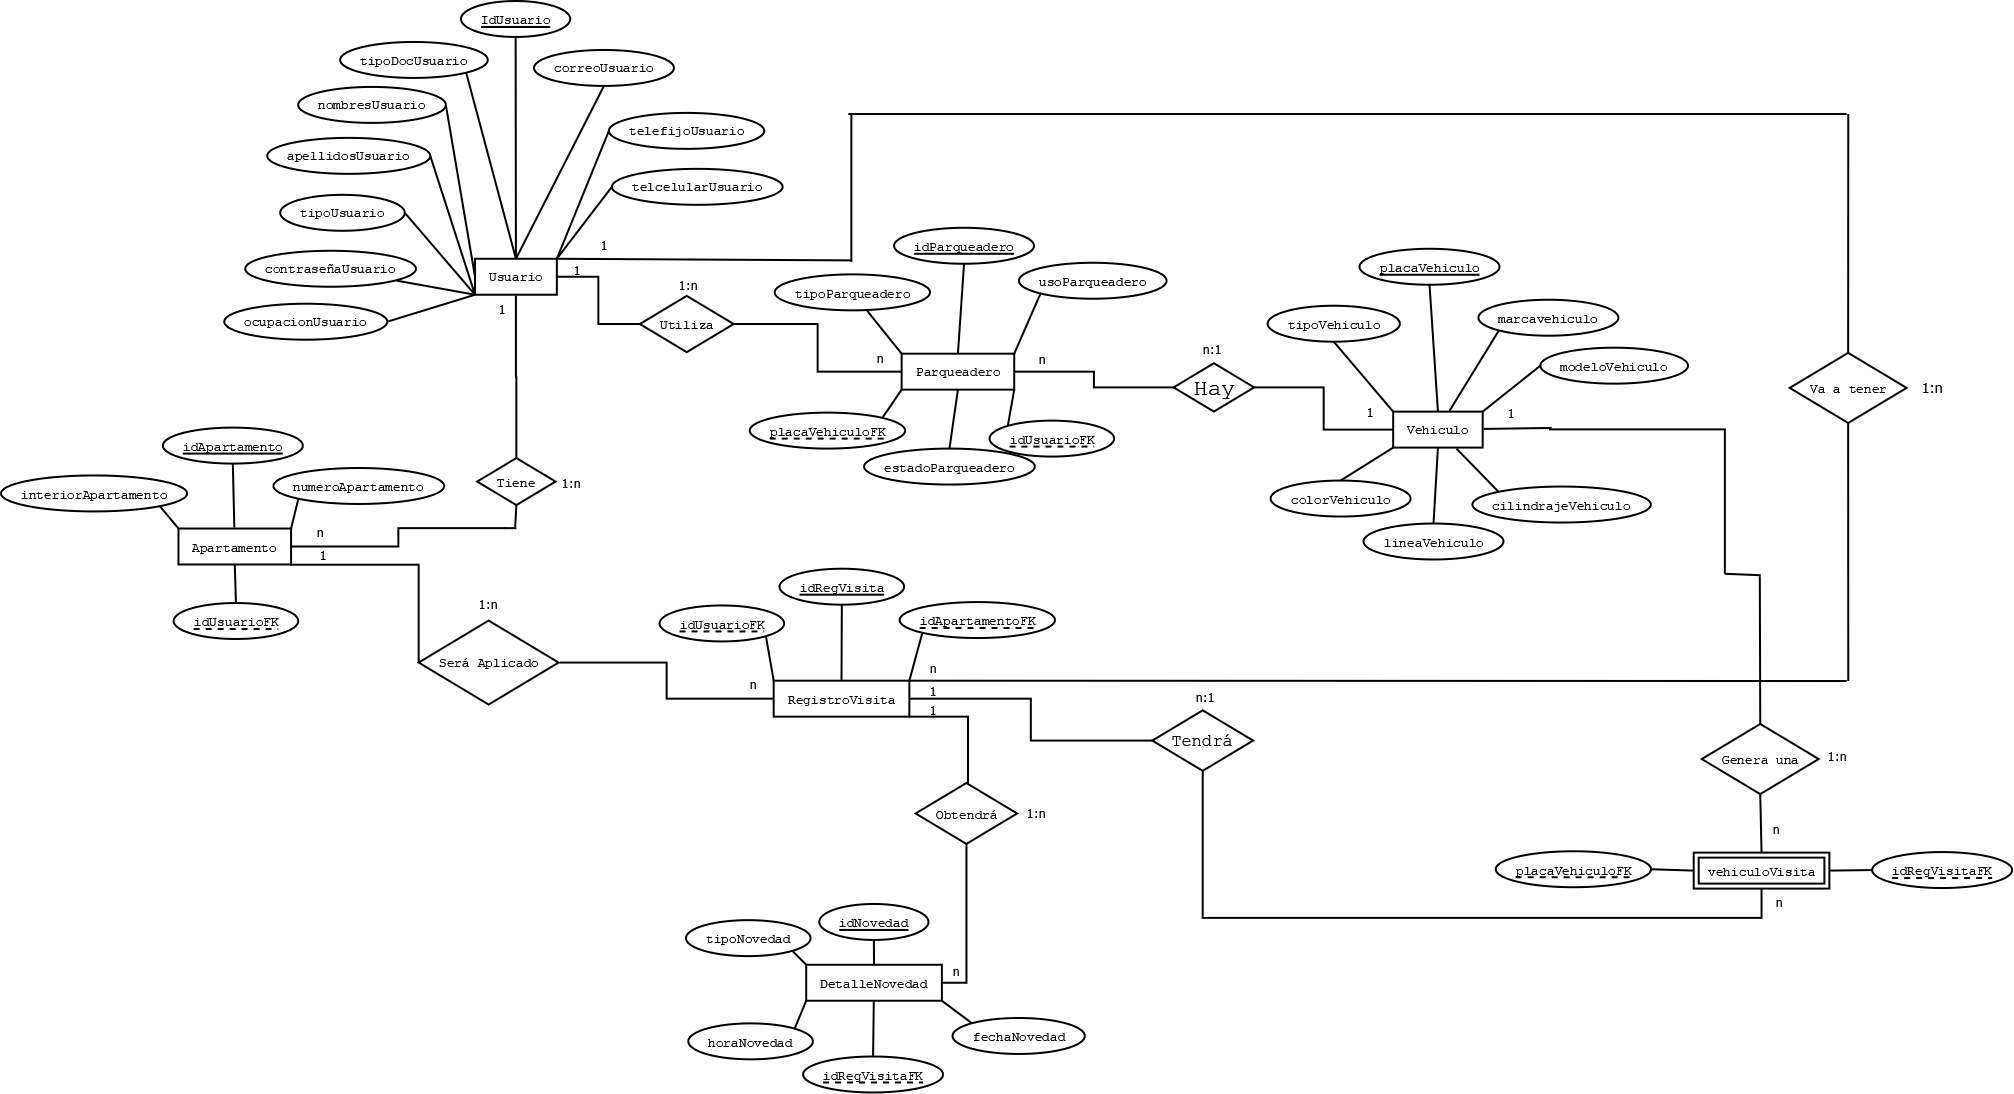 IdUsuario
tipoDocUsuario
correoUsuario
nombresUsuario
telefijoUsuario
apellidosUsuario
telcelularUsuario
tipoUsuario
contraseñaUsuario
ocupacionUsuario
Usuario
1
1
1
1:n
Utiliza
n
idParqueadero
tipoParqueadero
usoParqueadero
Parqueadero
n
placaVehiculoFK
idUsuarioFK
estadoParqueadero
n:1
Hay
1
placaVehiculo
tipoVehiculo
marcavehiculo
modeloVehiculo
Vehiculo
1
colorVehiculo
cilindrajeVehiculo
lineaVehiculo
Va a tener
1:n
idApartamento
interiorApartamento
numeroApartamento
Tiene
1:n
Apartamento
n
1
idUsuarioFK
1:n
Será Aplicado
n
idRegVisita
idUsuarioFK
idApartamentoFK
RegistroVisita
n
1
1
n:1
Tendrá
Genera una
1:n
Obtendrá
1:n
n
placaVehiculoFK
vehiculoVisita
idRegVisitaFK
n
idNovedad
tipoNovedad
n
DetalleNovedad
horaNovedad
fechaNovedad
idRegVisitaFK